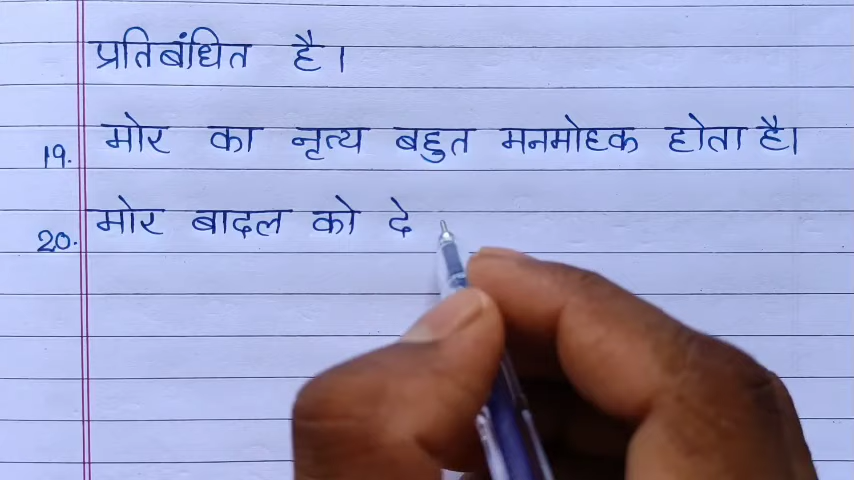 प्रतिबंधित है।
19. मोर का नृत्य बहुत मनमोहक होता है।
20. मोर बादल को दे